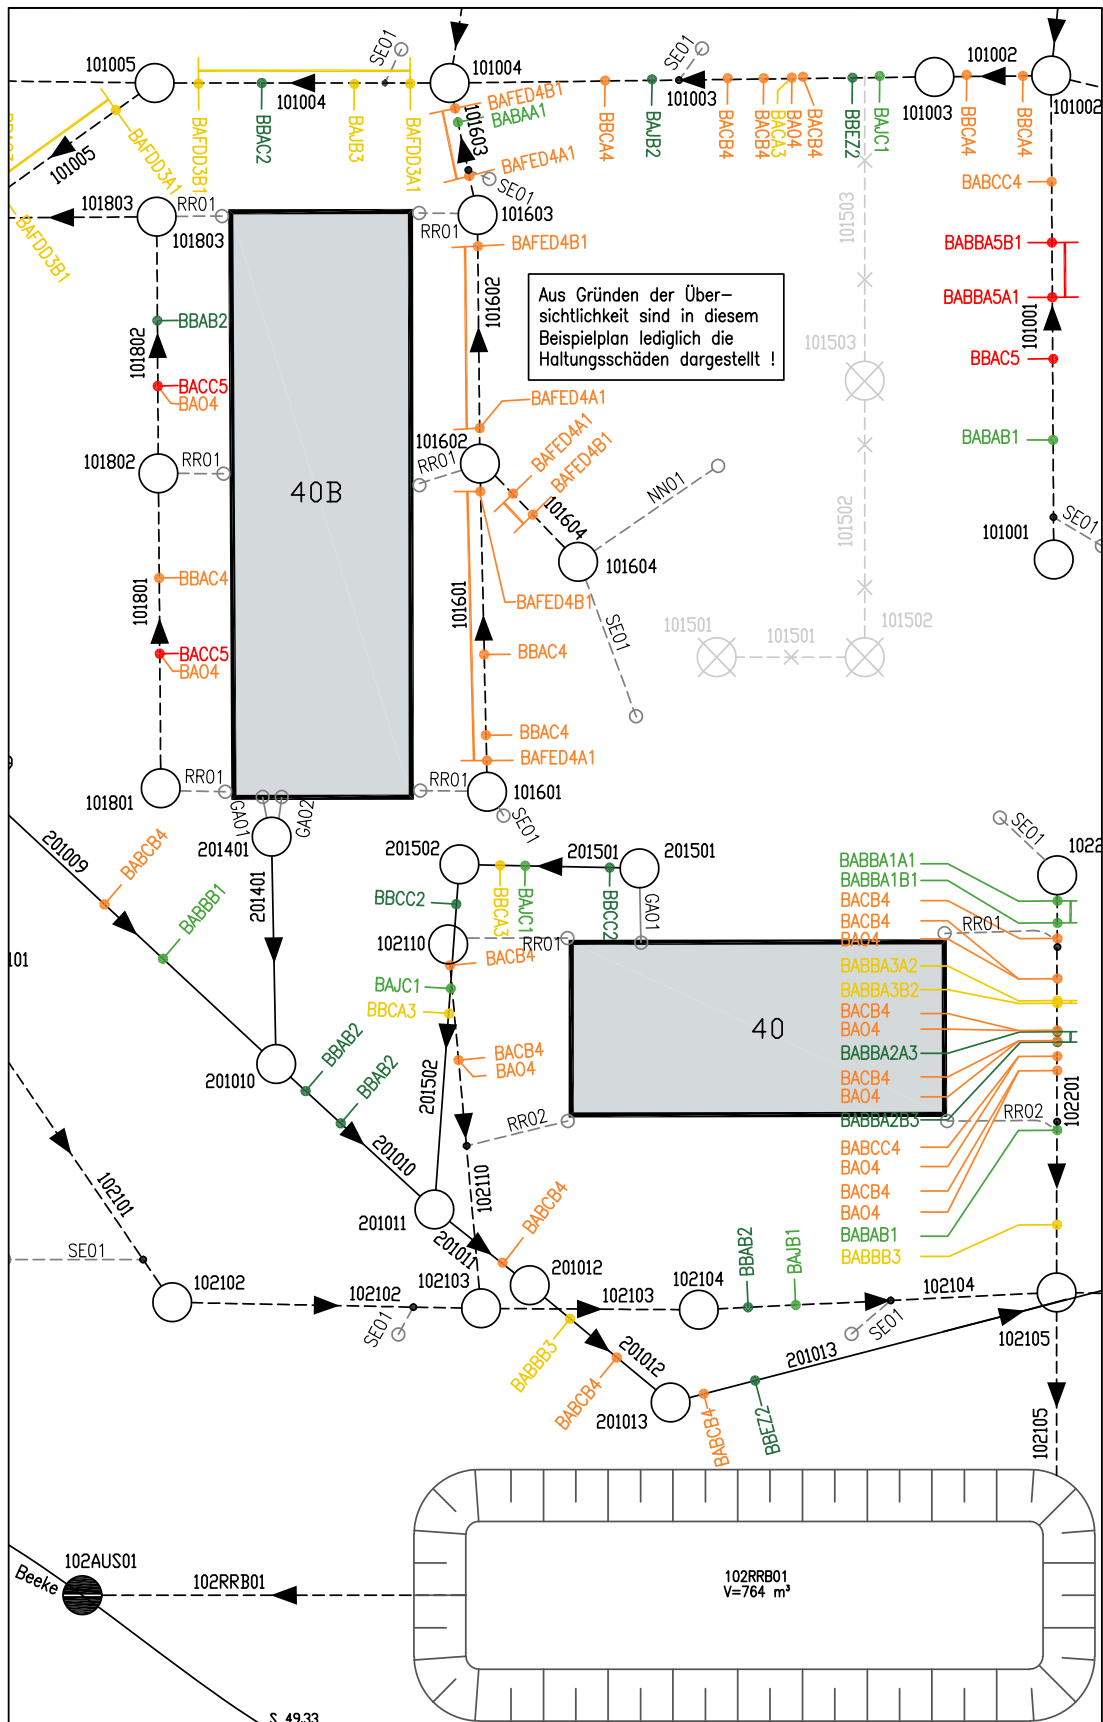 SE01
SE01
101005
101004
101002
101004
101003
101003
101002
BAFED4B1
BABAA1
101603
BAFDD3B1
BBAC2
BAJB3
BAFDD3A1
BBCA4
BAJB2
BACB4
BACB4
BACA3
BAO4
BACB4
BBEZ2
BAJC1
BBCA4
BBCA4
BAFDD3A1
101005
BAFED4A1
SE01
BABCC4
101803
RR01
101803
BAFDD3B1
RR01
101603
101503
BAFED4B1
BABBA5B1
101602
Aus Gründen der Über-
sichtlichkeit sind in diesem
Beispielplan lediglich die
Haltungsschäden dargestellt !
BABBA5A1
101001
BBAB2
101802
101503
BBAC5
BACC5
BAO4
BAFED4A1
BAFED4A1
BAFED4B1
101602
RR01
BABAB1
101802
RR01
40B
NN01
101604
101502
SE01
101001
101604
BBAC4
101801
BAFED4B1
101601
SE01
101501
101501
101502
BACC5
BAO4
BBAC4
BBAC4
BAFED4A1
RR01
101801
RR01
101601
SE01
GA01
GA02
SE01
201009
BABCB4
201401
201502
201501
201501
1022
BABBA1A1
BABBA1B1
201401
BBCA3
BAJC1
BBCC2
BACB4
BBCC2
BACB4
BABBB1
GA01
RR01
102110
RR01
BAO4
101
BACB4
BABBA3A2
BAJC1
BABBA3B2
BBCA3
BACB4
40
BAO4
BACB4
BAO4
BABBA2A3
201010
BBAB2
BBAB2
201502
BACB4
BAO4
RR02
BABBA2B3
RR02
102201
BABCC4
201010
102110
BAO4
BACB4
102101
BABCB4
BAO4
201011
BABAB1
201011
SE01
BBAB2
BAJB1
BABBB3
102102
102103
201012
102104
102104
102102
102103
SE01
SE01
102105
BABBB3
201012
201013
BABCB4
201013
BABCB4
BBEZ2
102105
102AUS01
Beeke
102RRB01
102RRB01
V=764 m³
S 49.33